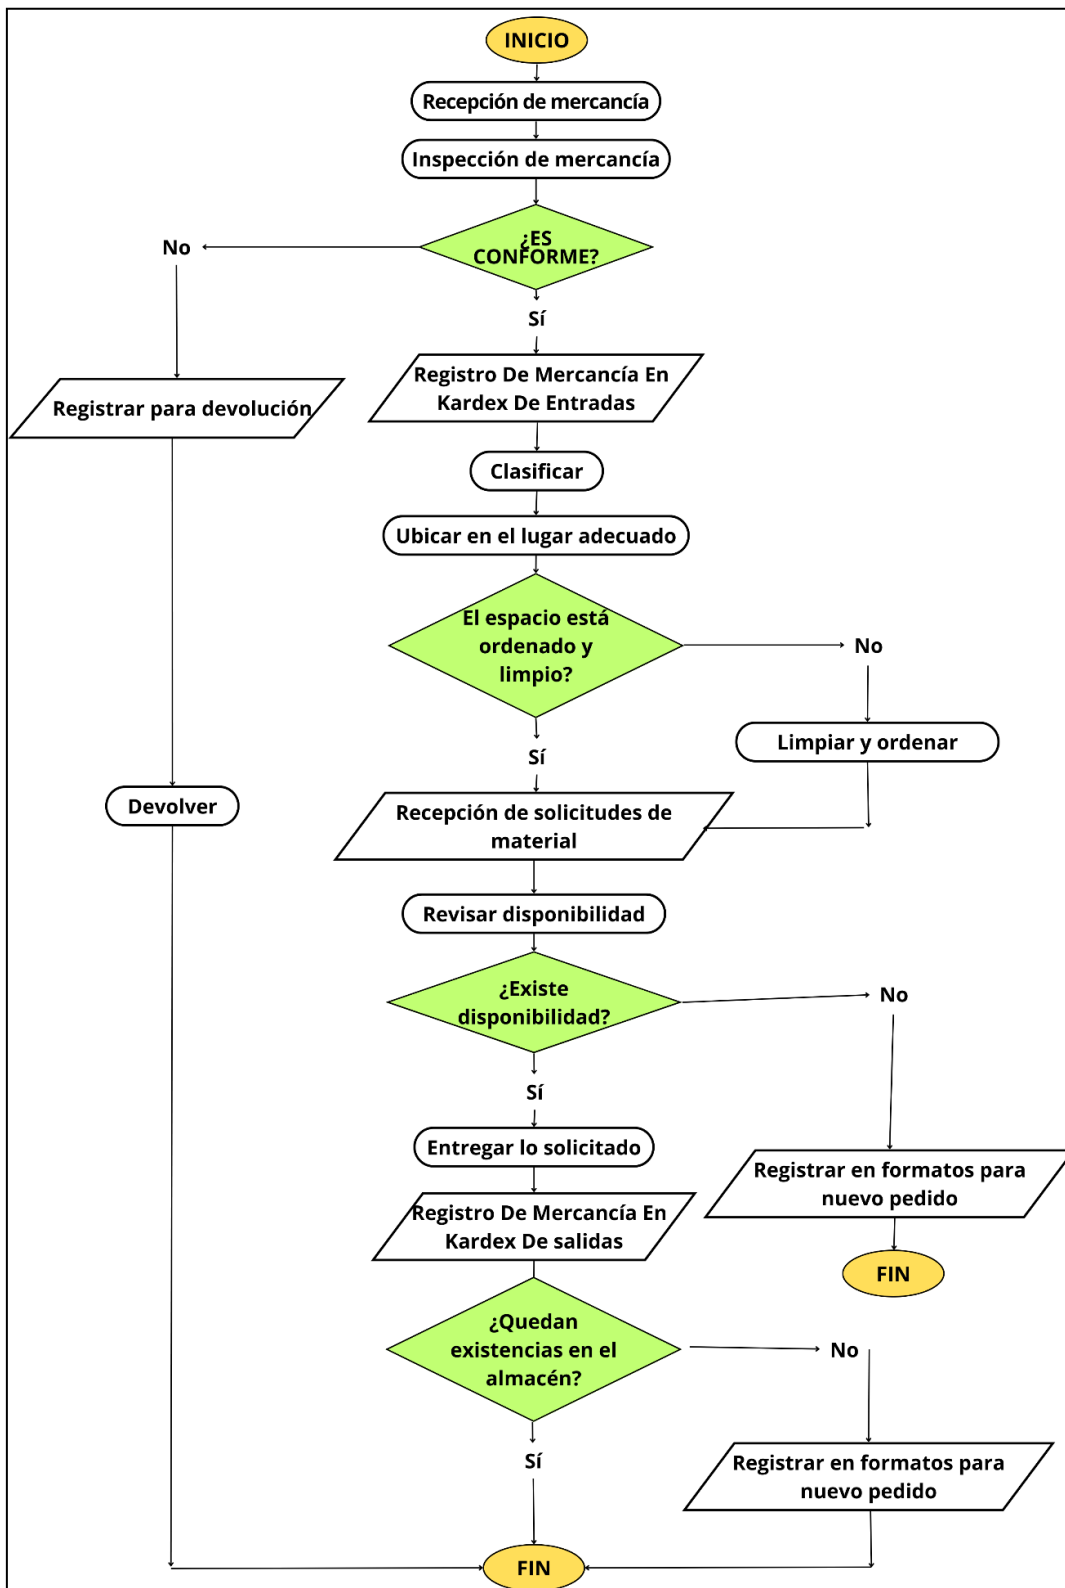 INICIO
Recepción de mercancía
Inspección de mercancía
¿ES
CONFORME?
No
Sí
Registro De Mercancía En
Kardex De Entradas
Registrar para devolución
Clasificar
Ubicar en el lugar adecuado
El espacio está
ordenado y
limpio?
No
Limpiar y ordenar
Sí
Devolver
Recepción de solicitudes de
material
Revisar disponibilidad
¿Existe
disponibilidad?
No
Sí
Entregar lo solicitado
Registrar en formatos para
nuevo pedido
Registro De Mercancía En
Kardex De salidas
FIN
¿Quedan
existencias en el
almacén?
No
Sí
Registrar en formatos para
nuevo pedido
FIN